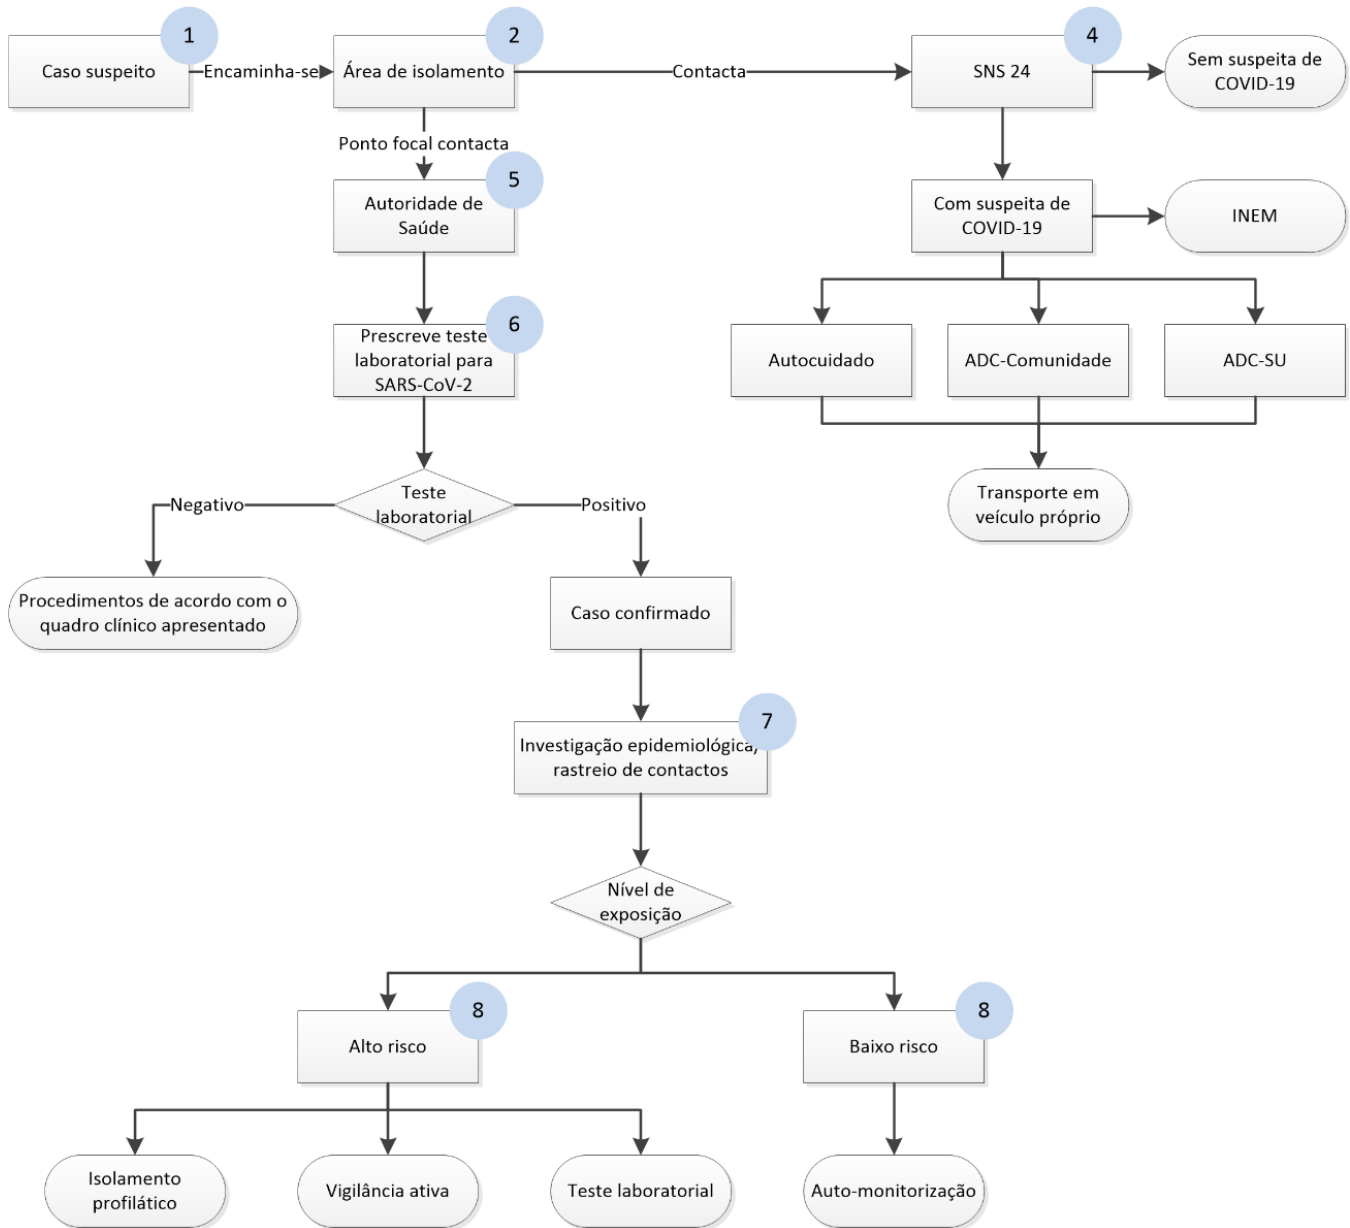 1
Caso suspeito
Encaminha-se
2
Área de isolamento
Contacta
4
SNS 24
Sem suspeita de
COVID-19
Ponto focal contacta
5
Autoridade de
Saúde
Com suspeita de
COVID-19
INEM
6
Prescreve teste
laboratorial para
SARS-CoV-2
Autocuidado
ADC-Comunidade
ADC-SU
Negativo
Teste
laboratorial
Positivo
Transporte em
veículo próprio
Procedimentos de acordo com o
quadro clínico apresentado
Caso confirmado
7
Investigação epidemiológica/
rastreio de contactos
Nível de
exposição
8
Alto risco
8
Baixo risco
Isolamento
profilático
Vigilância ativa
Teste laboratorial
Auto-monitorização